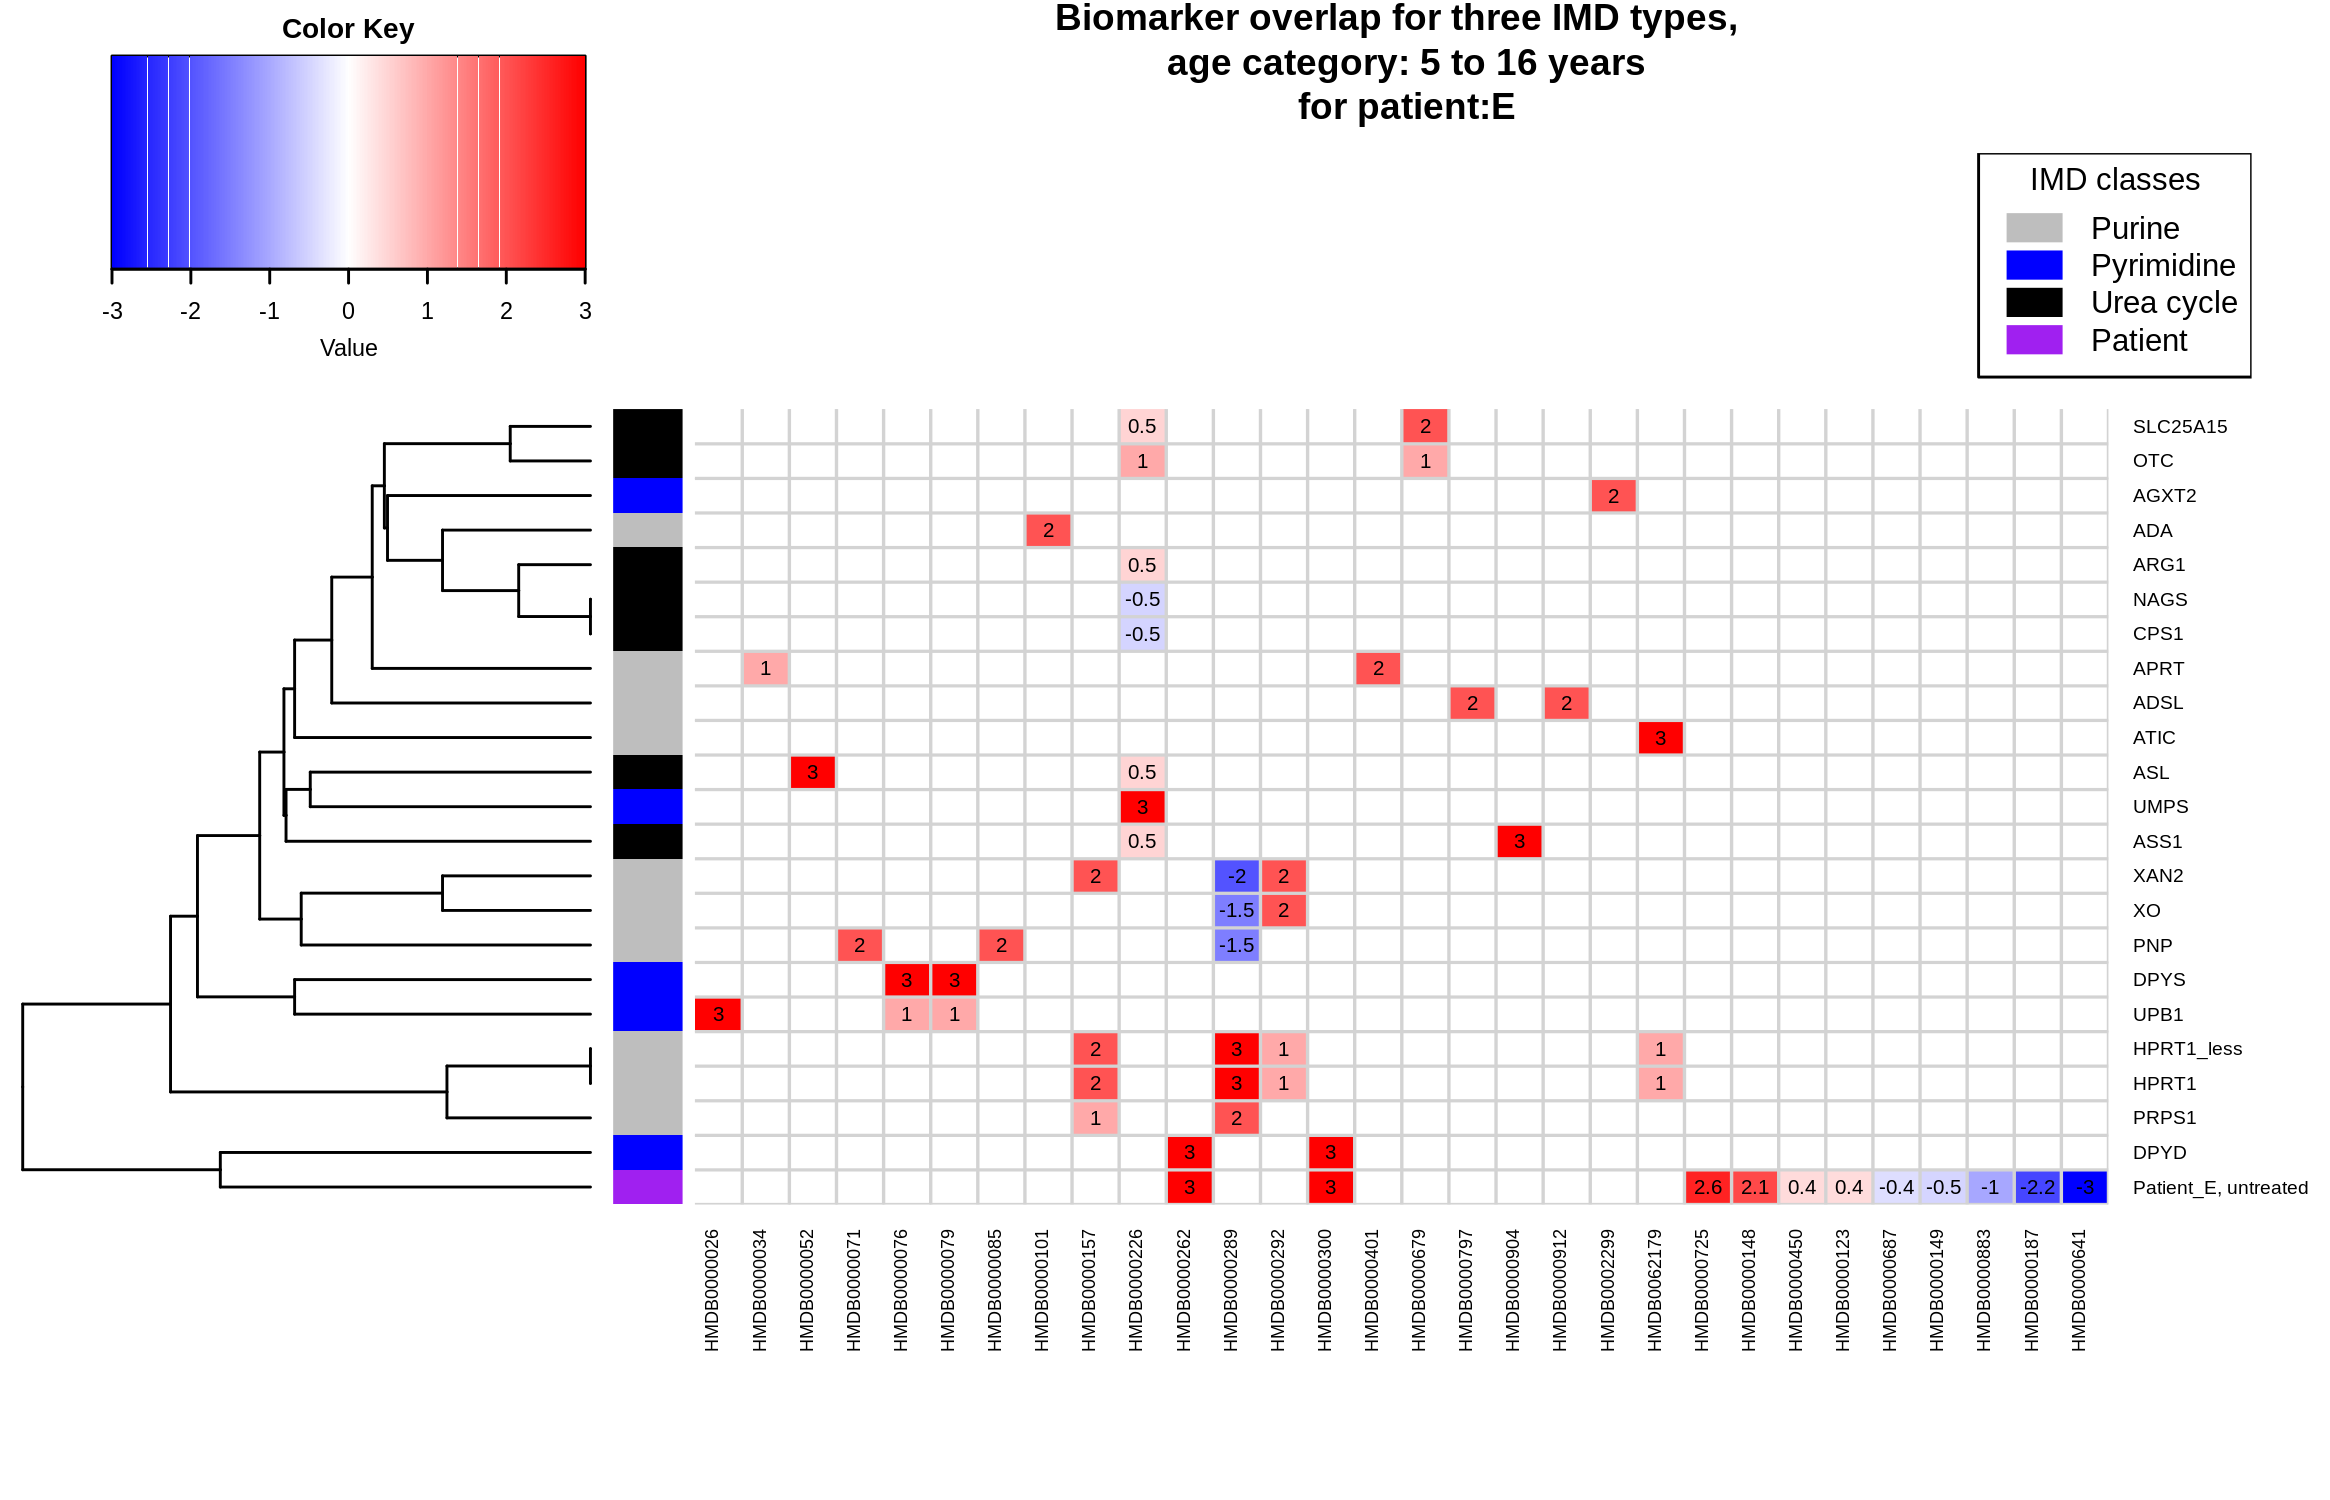 Color Key
-3 -2 -1 0 1 2 3
Value
Biomarker overlap for three IMD types,
age category: 5 to 16 years
for patient:E
IMD classes
Purine
Pyrimidine
Urea cycle
Patient
0.5 2 SLC25A15
1 1 OTC
2 AGXT2
2 ADA
0.5 ARG1
-0.5 NAGS
-0.5 CPS1
1 2 APRT
2 2 ADSL
3 ATIC
3 0.5 ASL
3 UMPS
0.5 3 ASS1
2 -2 2 XAN2
-1.5 2 XO
2 2 -1.5 PNP
3 3 DPYS
3 1 1 UPB1
2 3 1 1 HPRT1_less
2 3 1 1 HPRT1
1 2 PRPS1
3 3 DPYD
3 3 2.6 2.1 0.4 0.4 -0.4 -0.5 -1 -2.2 -3 Patient_E, untreated
HMDB0000026
HMDB0000034
HMDB0000052
HMDB0000071
HMDB0000076
HMDB0000079
HMDB0000085
HMDB0000101
HMDB0000157
HMDB0000226
HMDB0000262
HMDB0000289
HMDB0000292
HMDB0000300
HMDB0000401
HMDB0000679
HMDB0000797
HMDB0000904
HMDB0000912
HMDB0002299
HMDB0062179
HMDB0000725
HMDB0000148
HMDB0000450
HMDB0000123
HMDB0000687
HMDB0000149
HMDB0000883
HMDB0000187
HMDB0000641